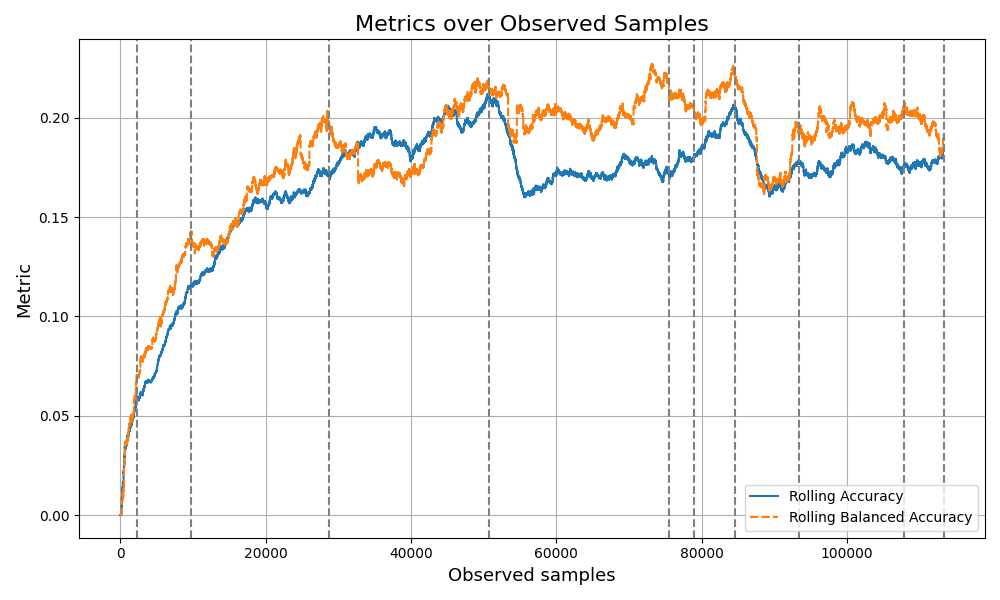 Metrics over Observed Samples
Metric
0.20
0.15
0.10
0.05
0.00
0
20000
40000
60000
80000
100000
Observed samples
Rolling Accuracy
Rolling Balanced Accuracy